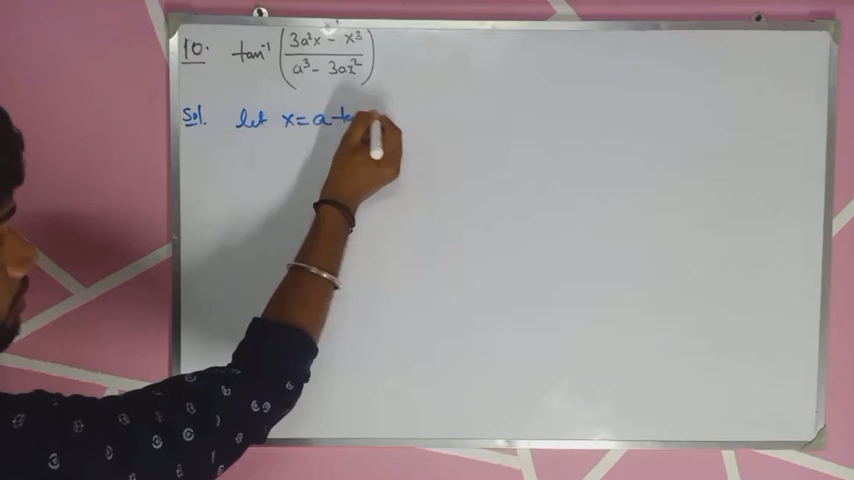 10. tan⁻¹ ( (3a²x - x³) / (a³ - 3ax²) )
Sol. let x = a